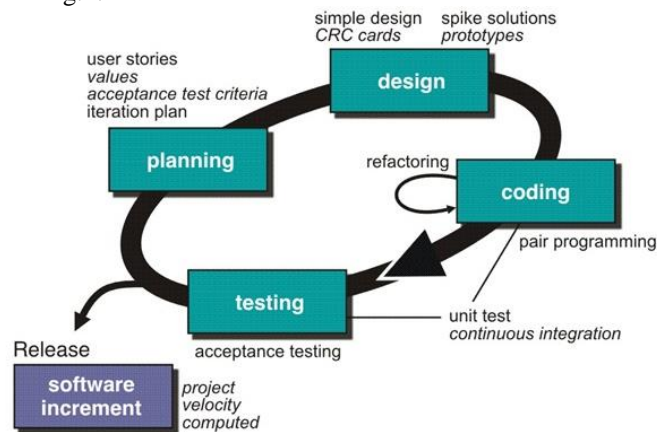 simple design
CRC cards
spike solutions
prototypes
user stories
values
acceptance test criteria
iteration plan
design
planning
refactoring
coding
pair programming
testing
unit test
continuous integration
acceptance testing
Release
software
increment
project
velocity
computed